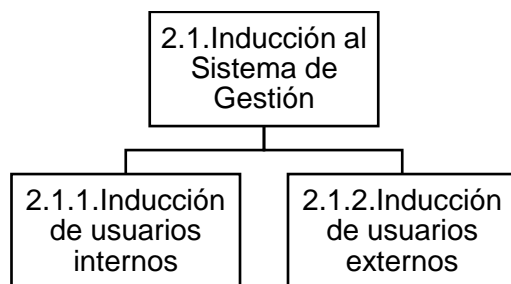 2.1.Inducción al
Sistema de
Gestión
2.1.1.Inducción
de usuarios
internos
2.1.2.Inducción
de usuarios
externos